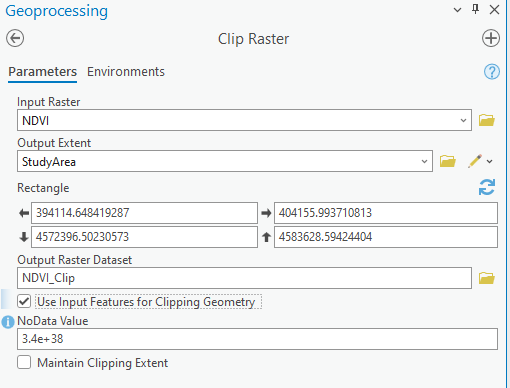 Geoprocessing
Clip Raster
Parameters Environments
Input Raster
NDVI
Output Extent
StudyArea
Rectangle
394114.648419287 404155.993710813
4572396.50230573 4583628.59424404
Output Raster Dataset
NDVI_Clip
Use Input Features for Clipping Geometry
NoData Value
3.4e+38
Maintain Clipping Extent